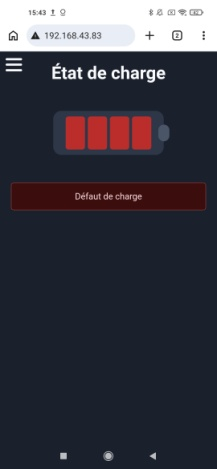 15:43
192.168.43.83
2
État de charge
Défaut de charge